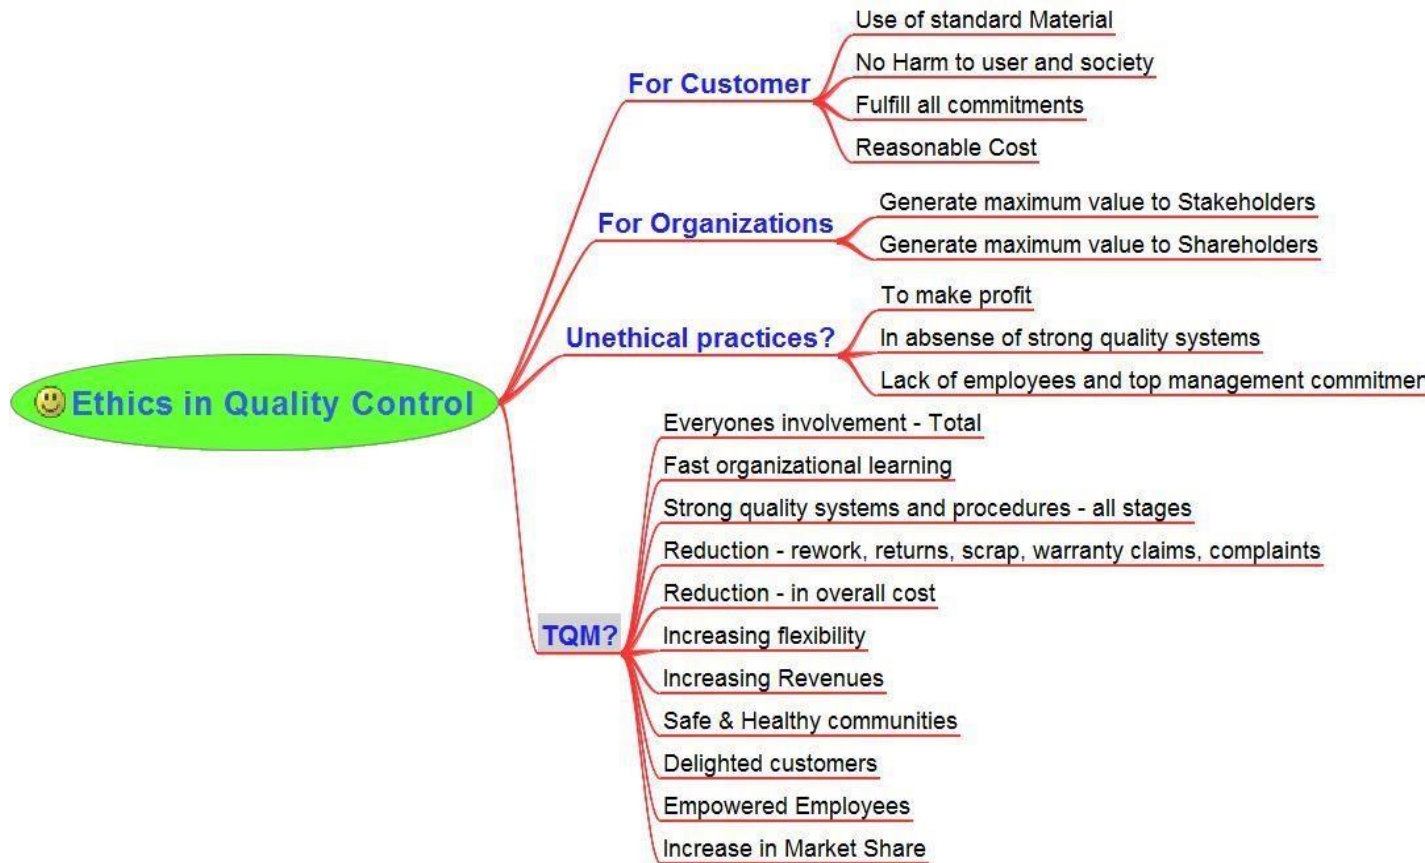 Ethics in Quality Control
For Customer
Use of standard Material
No Harm to user and society
Fulfill all commitments
Reasonable Cost
For Organizations
Generate maximum value to Stakeholders
Generate maximum value to Shareholders
Unethical practices?
To make profit
In absense of strong quality systems
Lack of employees and top management commitmen
TQM?
Everyones involvement - Total
Fast organizational learning
Strong quality systems and procedures - all stages
Reduction - rework, returns, scrap, warranty claims, complaints
Reduction - in overall cost
Increasing flexibility
Increasing Revenues
Safe & Healthy communities
Delighted customers
Empowered Employees
Increase in Market Share